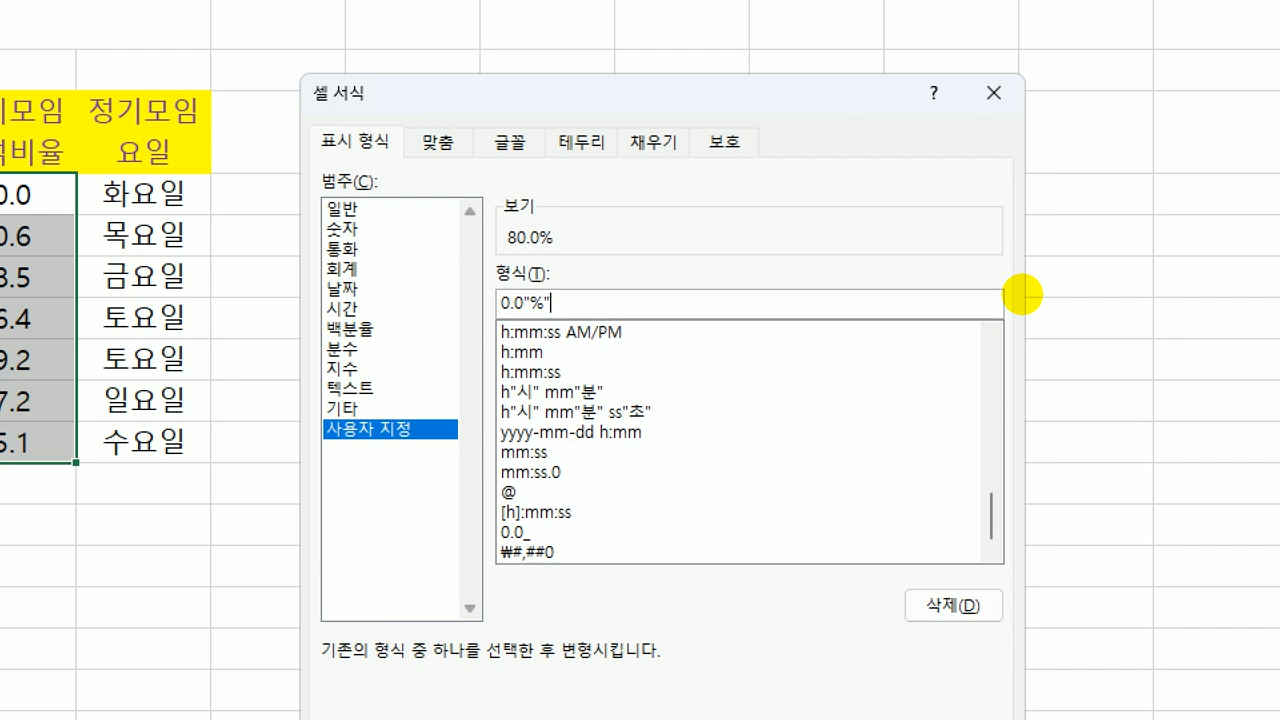 셀 서식
?
표시 형식
맞춤
글꼴
테두리
채우기
보호
범주(C):
일반
숫자
통화
회계
날짜
시간
백분율
분수
지수
텍스트
기타
사용자 지정
보기
80.0%
형식(T):
0.0"%"
h:mm:ss AM/PM
h:mm
h:mm:ss
h"시" mm"분"
h"시" mm"분" ss"초"
yyyy-mm-dd h:mm
mm:ss
mm:ss.0
@
[h]:mm:ss
0.0_
₩#,##0
삭제(D)
기존의 형식 중 하나를 선택한 후 변형시킵니다.
모임 정기모임
비율 요일
0.0 화요일
0.6 목요일
8.5 금요일
6.4 토요일
9.2 토요일
7.2 일요일
5.1 수요일